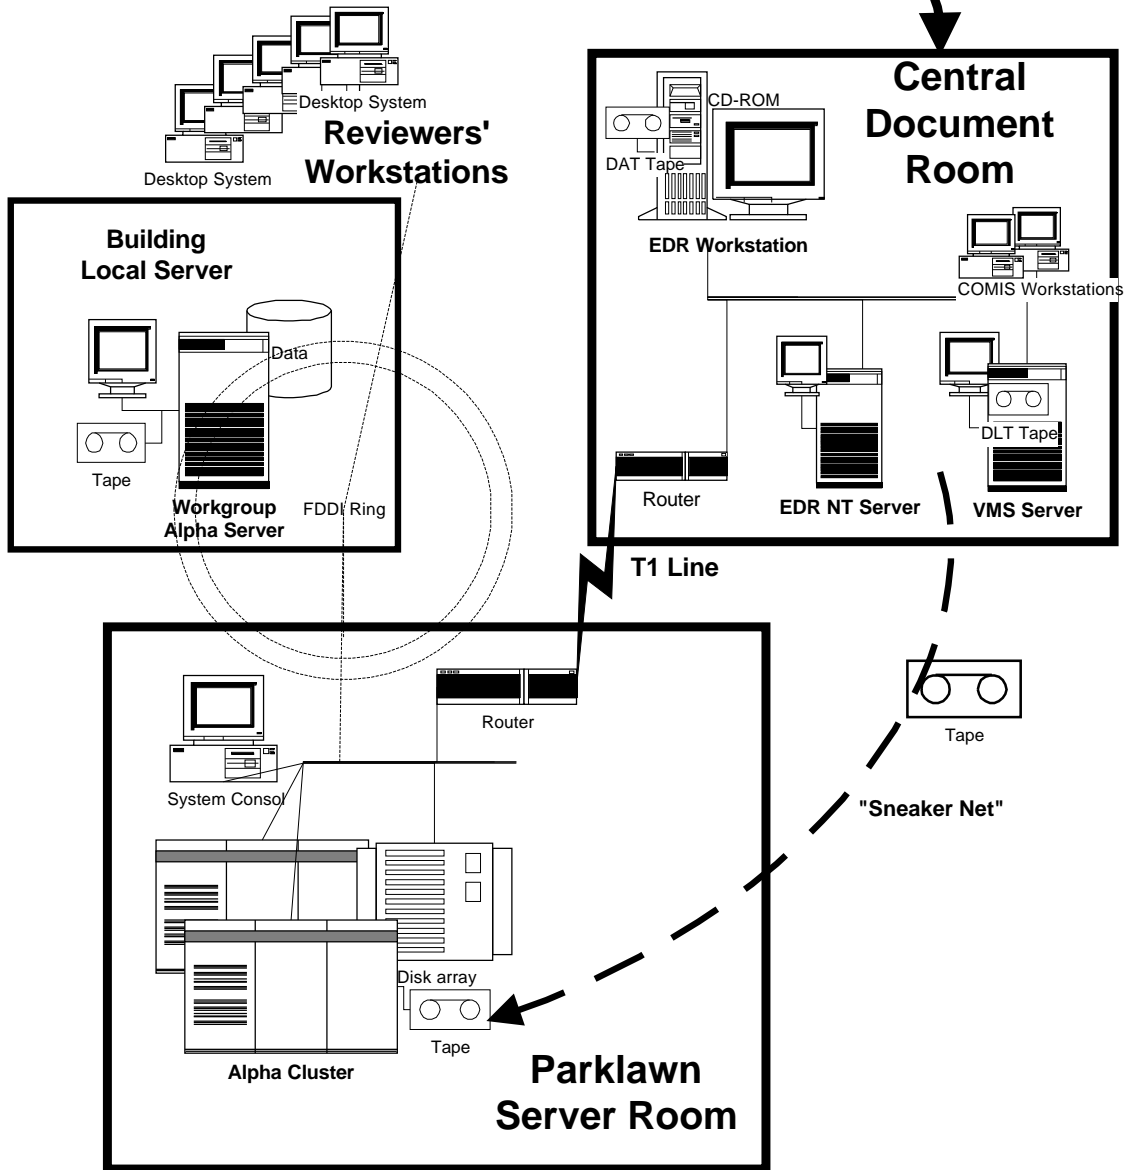 Desktop System
Reviewers'
Workstations
Desktop System
Central
Document
Room
CD-ROM
DAT Tape
EDR Workstation
COMIS Workstations
Building
Local Server
Data
Tape
Workgroup
Alpha Server
FDDI Ring
DLT Tape
Router
EDR NT Server
VMS Server
T1 Line
Router
System Consol
Tape
"Sneaker Net"
Disk array
Tape
Alpha Cluster
Parklawn
Server Room